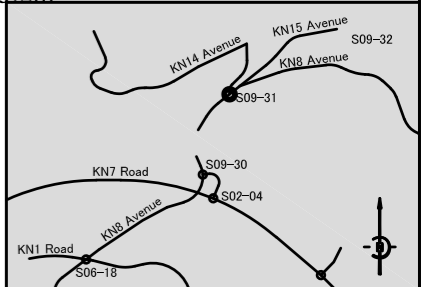 KN15 Avenue
S09-32
KN14 Avenue
KN8 Avenue
S09-31
S09-30
KN7 Road
S02-04
KN8 Avenue
KN1 Road
S06-18